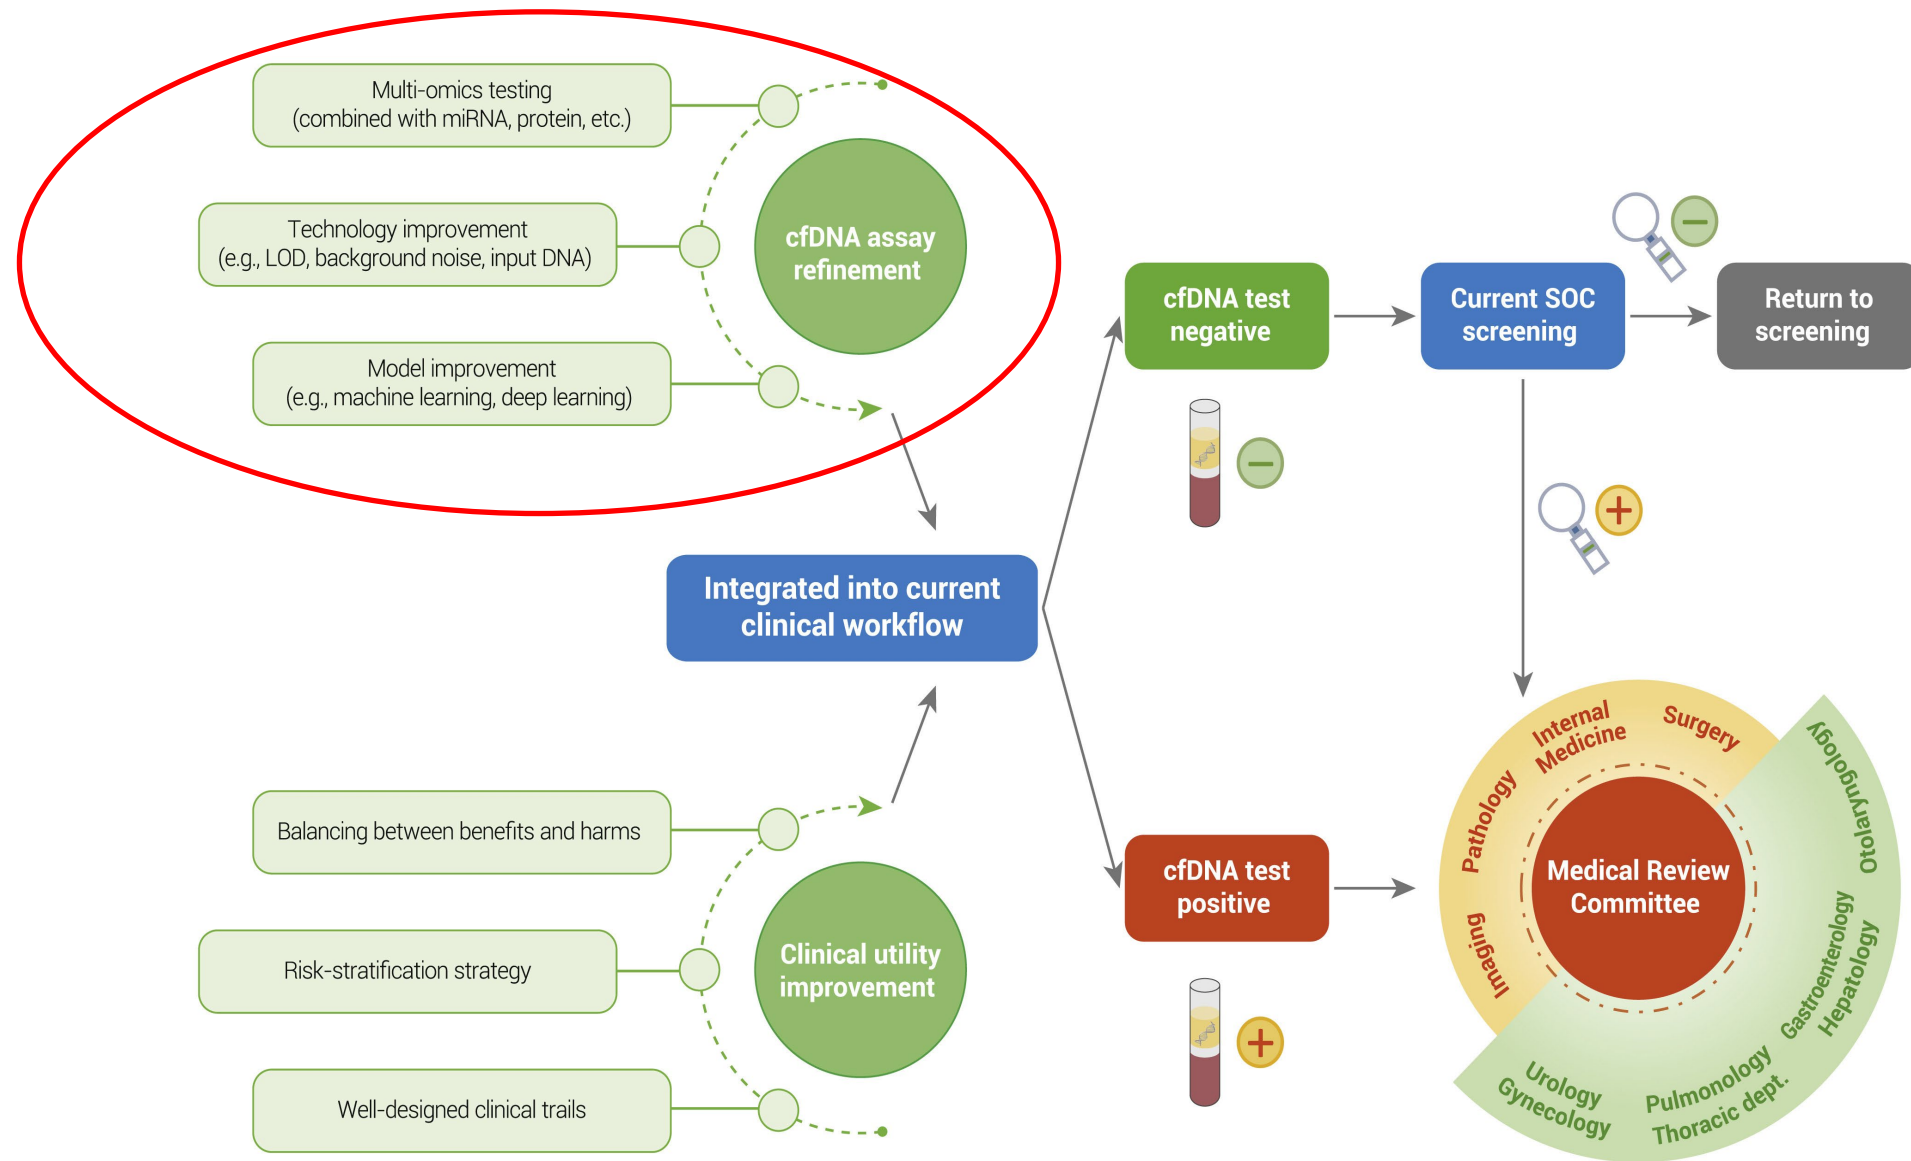 Multi-omics testing
(combined with miRNA, protein, etc.)
Technology improvement
(e.g., LOD, background noise, input DNA)
Model improvement
(e.g., machine learning, deep learning)
cfDNA assay
refinement
Integrated into current
clinical workflow
Balancing between benefits and harms
Risk-stratification strategy
Well-designed clinical trails
Clinical utility
improvement
cfDNA test
negative
Current SOC
screening
Return to
screening
cfDNA test
positive
Medical Review
Committee
Imaging
Pathology
Internal
Medicine
Surgery
Otolaryngology
Gastroenterology
Hepatology
Pulmonology
Thoracic dept.
Urology
Gynecology